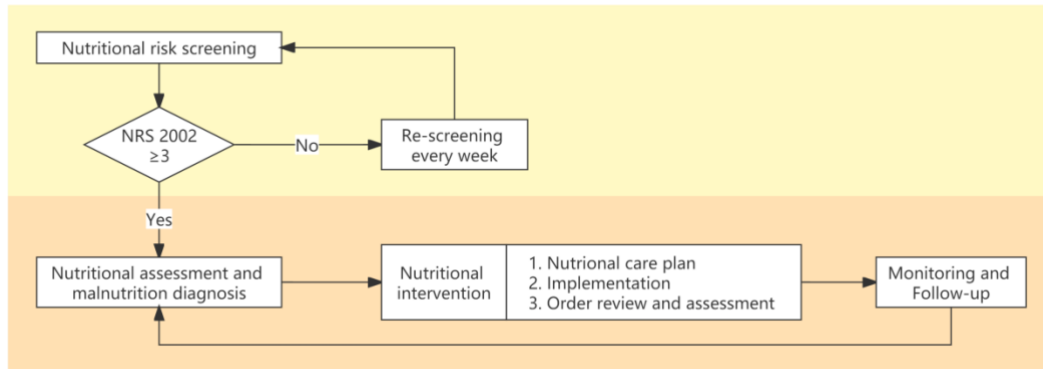 Nutritional risk screening
NRS 2002
≥3
No
Re-screening
every week
Yes
Nutritional assessment and
malnutrition diagnosis
Nutritional
intervention
1. Nutrional care plan
2. Implementation
3. Order review and assessment
Monitoring and
Follow-up